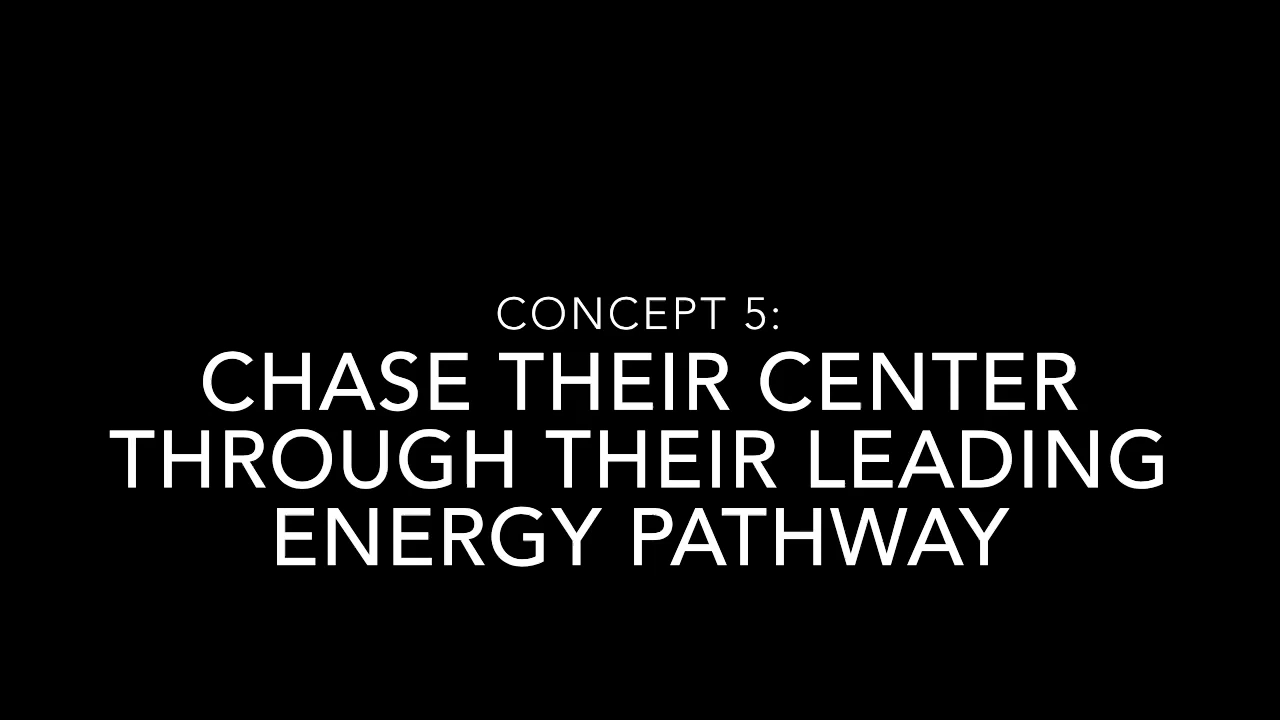 CONCEPT 5:
CHASE THEIR CENTER
THROUGH THEIR LEADING
ENERGY PATHWAY